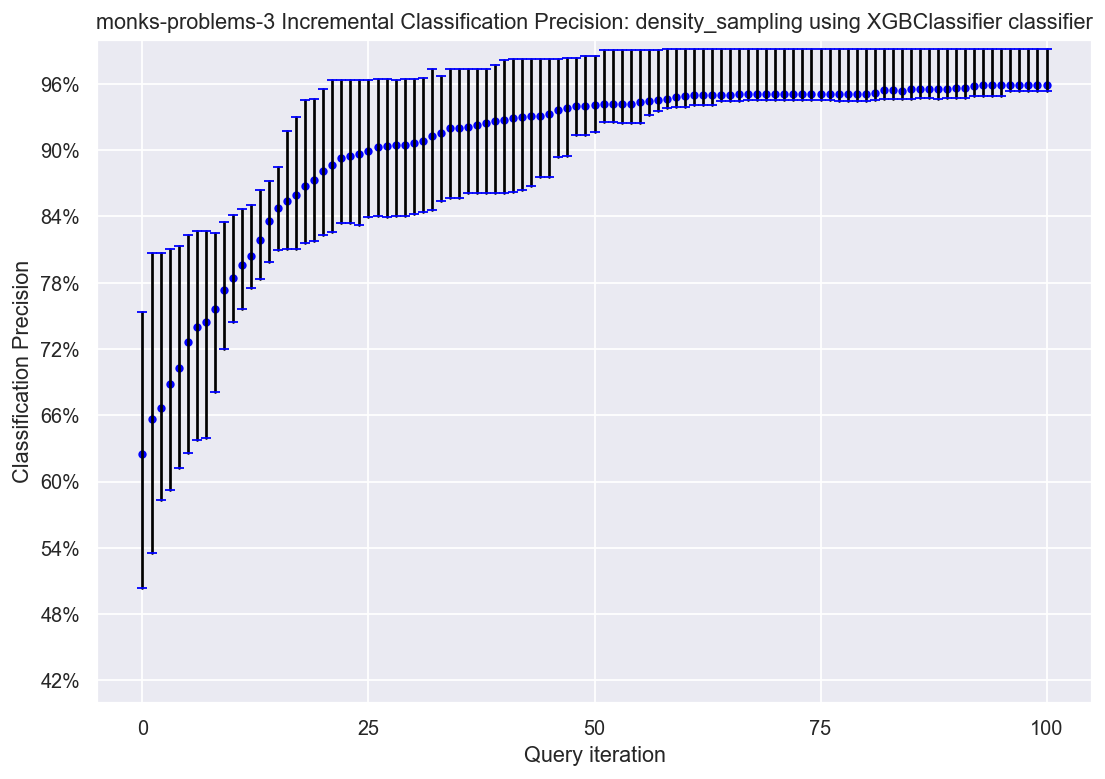 monks-problems-3 Incremental Classification Precision: density_sampling using XGBClassifier classifier
Classification Precision
96%
90%
84%
78%
72%
66%
60%
54%
48%
42%
0 25 50 75 100
Query iteration